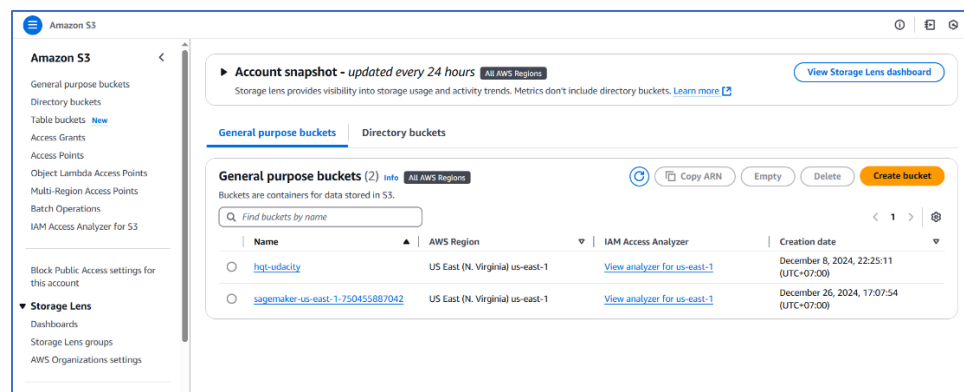 Amazon S3
Amazon S3
General purpose buckets
Directory buckets
Table buckets New
Access Grants
Access Points
Object Lambda Access Points
Multi-Region Access Points
Batch Operations
IAM Access Analyzer for S3
Block Public Access settings for
this account
Storage Lens
Dashboards
Storage Lens groups
AWS Organizations settings
Account snapshot - updated every 24 hours All AWS Regions
View Storage Lens dashboard
Storage lens provides visibility into storage usage and activity trends. Metrics don't include directory buckets. Learn more
General purpose buckets Directory buckets
General purpose buckets (2) Info All AWS Regions
Copy ARN Empty Delete Create bucket
Buckets are containers for data stored in S3.
Find buckets by name
1
Name AWS Region IAM Access Analyzer Creation date
hqt-udacity US East (N. Virginia) us-east-1 View analyzer for us-east-1 December 8, 2024, 22:25:11
(UTC+07:00)
sagemaker-us-east-1-750455887042 US East (N. Virginia) us-east-1 View analyzer for us-east-1 December 26, 2024, 17:07:54
(UTC+07:00)